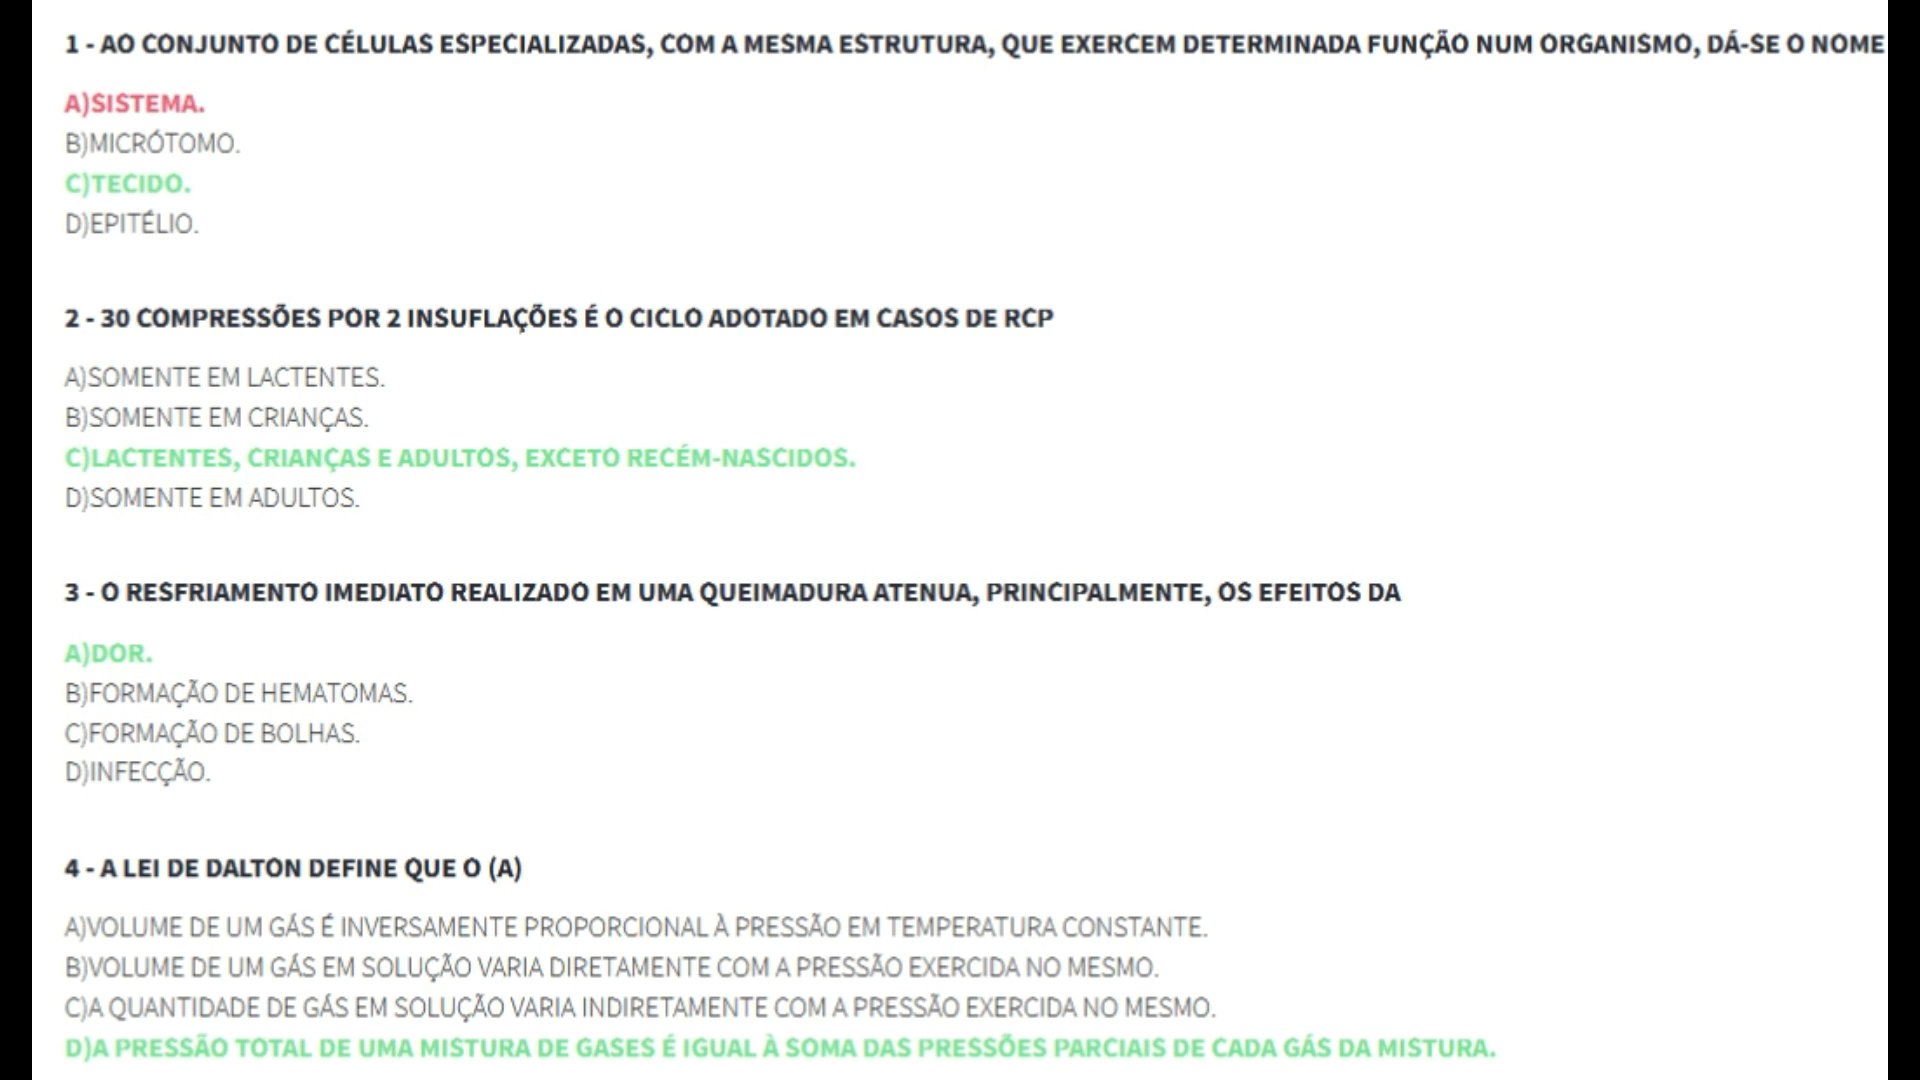 1 - AO CONJUNTO DE CÉLULAS ESPECIALIZADAS, COM A MESMA ESTRUTURA, QUE EXERCEM DETERMINADA FUNÇÃO NUM ORGANISMO, DÁ-SE O NOME
A)SISTEMA.
B)MICRÓTOMO.
C)TECIDO.
D)EPITÉLIO.
2 - 30 COMPRESSÕES POR 2 INSUFLAÇÕES É O CICLO ADOTADO EM CASOS DE RCP
A)SOMENTE EM LACTENTES.
B)SOMENTE EM CRIANÇAS.
C)LACTENTES, CRIANÇAS E ADULTOS, EXCETO RECÉM-NASCIDOS.
D)SOMENTE EM ADULTOS.
3 - O RESFRIAMENTO IMEDIATO REALIZADO EM UMA QUEIMADURA ATENUA, PRINCIPALMENTE, OS EFEITOS DA
A)DOR.
B)FORMAÇÃO DE HEMATOMAS.
C)FORMAÇÃO DE BOLHAS.
D)INFECÇÃO.
4 - A LEI DE DALTON DEFINE QUE O (A)
A)VOLUME DE UM GÁS É INVERSAMENTE PROPORCIONAL À PRESSÃO EM TEMPERATURA CONSTANTE.
B)VOLUME DE UM GÁS EM SOLUÇÃO VARIA DIRETAMENTE COM A PRESSÃO EXERCIDA NO MESMO.
C)A QUANTIDADE DE GÁS EM SOLUÇÃO VARIA INDIRETAMENTE COM A PRESSÃO EXERCIDA NO MESMO.
D)A PRESSÃO TOTAL DE UMA MISTURA DE GASES É IGUAL À SOMA DAS PRESSÕES PARCIAIS DE CADA GÁS DA MISTURA.